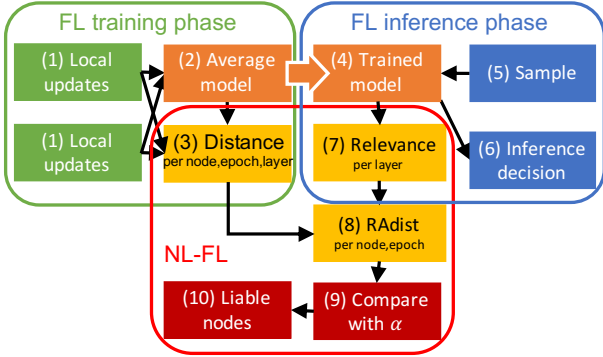 FL training phase
FL inference phase
(1) Local
updates
(2) Average
model
(4) Trained
model
(5) Sample
(1) Local
updates
(3) Distance
per node,epoch,layer
(7) Relevance
per layer
(6) Inference
decision
(8) RAdist
per node,epoch
NL-FL
(10) Liable
nodes
(9) Compare
with α